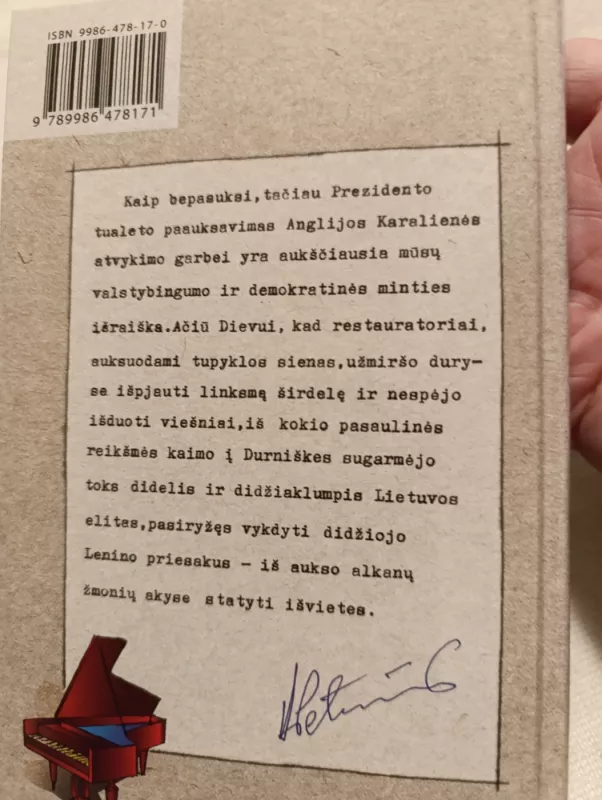 ISBN 9986-478-17-0
9 789986 478171
Kaip bepasuksi, tačiau Prezidento
tualeto paauksavimas Anglijos Karalienės
atvykimo garbei yra aukščiausia mūsų
valstybingumo ir demokratinės minties
išraiška. Ačiū Dievui, kad restauratoriai,
auksuodami tupyklos sienas, užmiršo dury-
se išpjauti linksmą širdelę ir nespėjo
išduoti viešniai, iš kokio pasaulinės
reikšmės kaimo į Durniškes sugarmėjo
toks didelis ir didžiaklumpis Lietuvos
elitas, pasiryžęs vykdyti didžiojo
Lenino priesakus - iš aukso alkanų
žmonių akyse statyti išvietes.